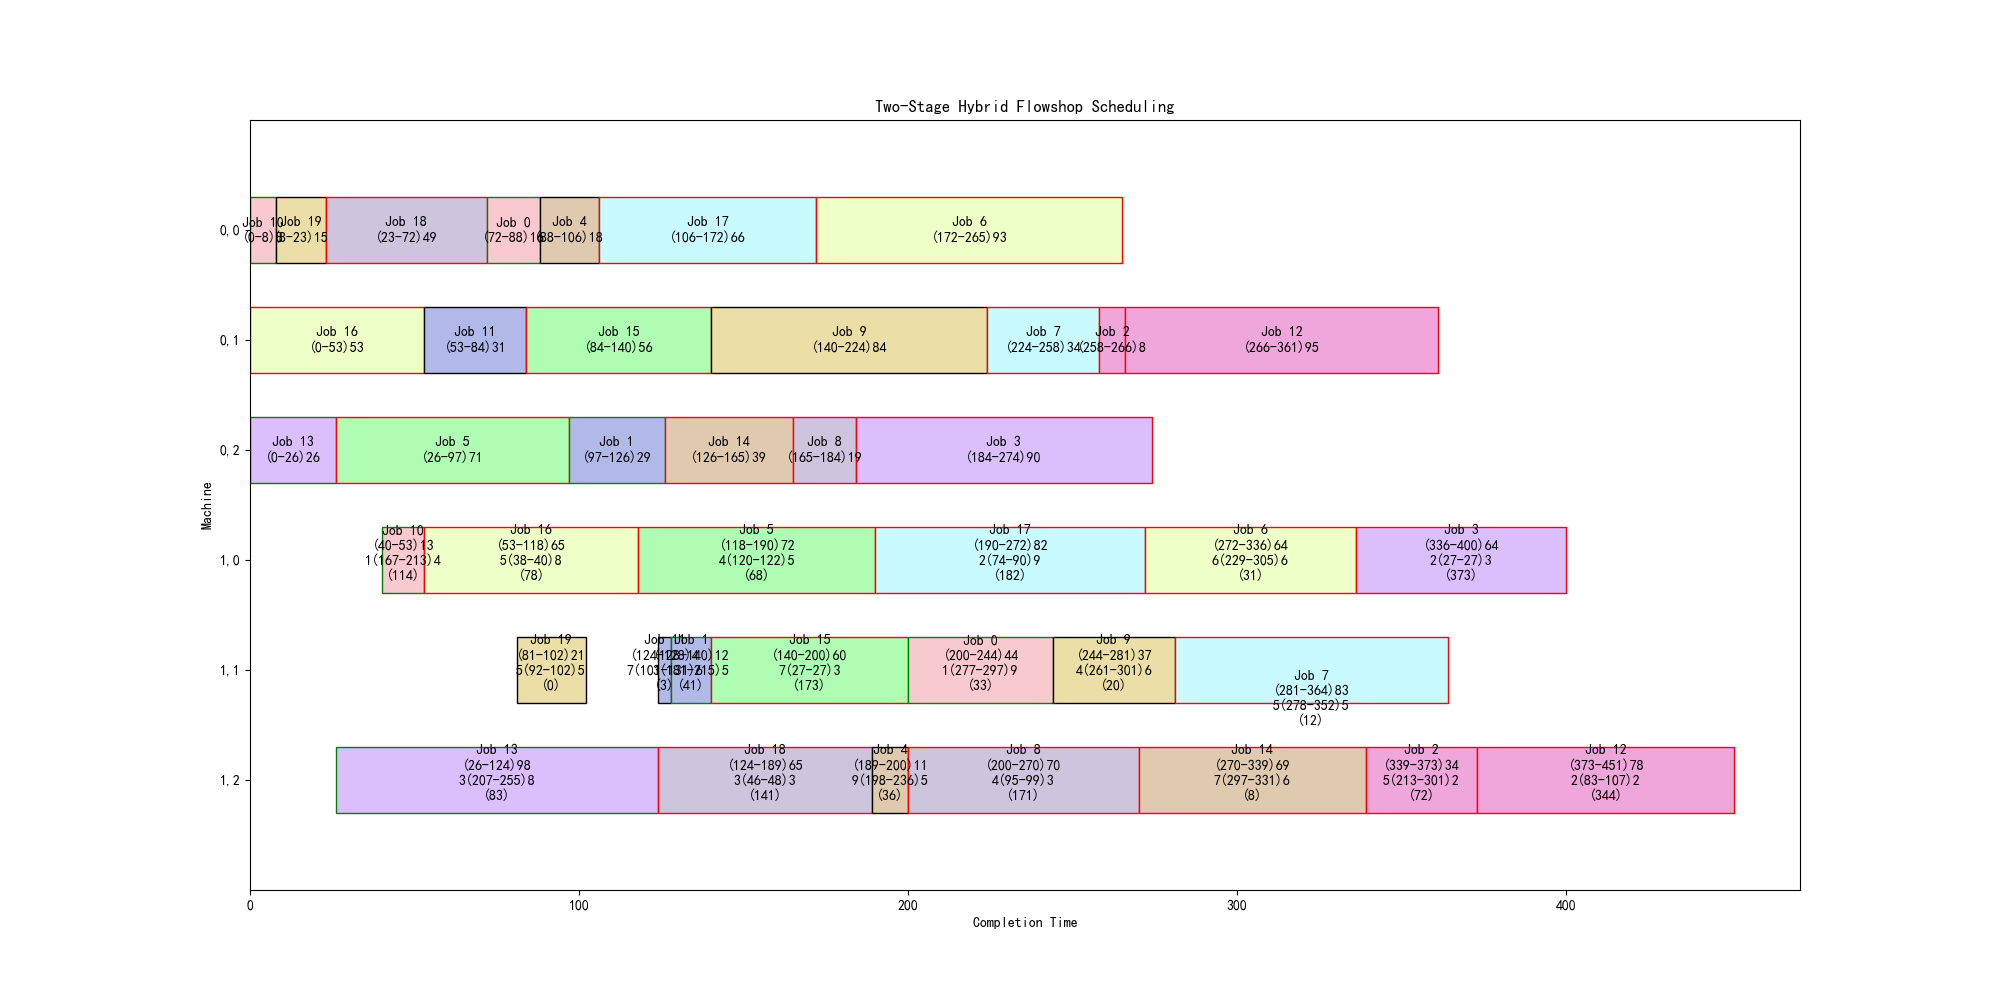 Two-Stage Hybrid Flowshop Scheduling
Machine
0,0
Job 10
(0-8)8
Job 19
(8-23)15
Job 18
(23-72)49
Job 0
(72-88)16
Job 4
(88-106)18
Job 17
(106-172)66
Job 6
(172-265)93
0,1
Job 16
(0-53)53
Job 11
(53-84)31
Job 15
(84-140)56
Job 9
(140-224)84
Job 7
(224-258)34
Job 2
(258-266)8
Job 12
(266-361)95
0,2
Job 13
(0-26)26
Job 5
(26-97)71
Job 1
(97-126)29
Job 14
(126-165)39
Job 8
(165-184)19
Job 3
(184-274)90
1,0
Job 10
(40-53)13
1(167-213)4
(114)
Job 16
(53-118)65
5(38-40)8
(78)
Job 5
(118-190)72
4(120-122)5
(68)
Job 17
(190-272)82
2(74-90)9
(182)
Job 6
(272-336)64
6(229-305)6
(31)
Job 3
(336-400)64
2(27-27)3
(373)
1,1
Job 19
(81-102)21
5(92-102)5
(0)
Job 11
(124-128)4
(3)
Job 1
(128-140)12
(41)
Job 15
(140-200)60
7(27-27)3
(173)
Job 0
(200-244)44
1(277-297)9
(33)
Job 9
(244-281)37
4(261-301)6
(20)
Job 7
(281-364)83
5(278-352)5
(12)
1,2
Job 13
(26-124)98
3(207-255)8
(83)
Job 18
(124-189)65
3(46-48)3
(141)
Job 4
(189-200)11
9(198-236)5
(36)
Job 8
(200-270)70
4(95-99)3
(171)
Job 14
(270-339)69
7(297-331)6
(8)
Job 2
(339-373)34
5(213-301)2
(72)
Job 12
(373-451)78
2(83-107)2
(344)
0
100
200
300
400
Completion Time